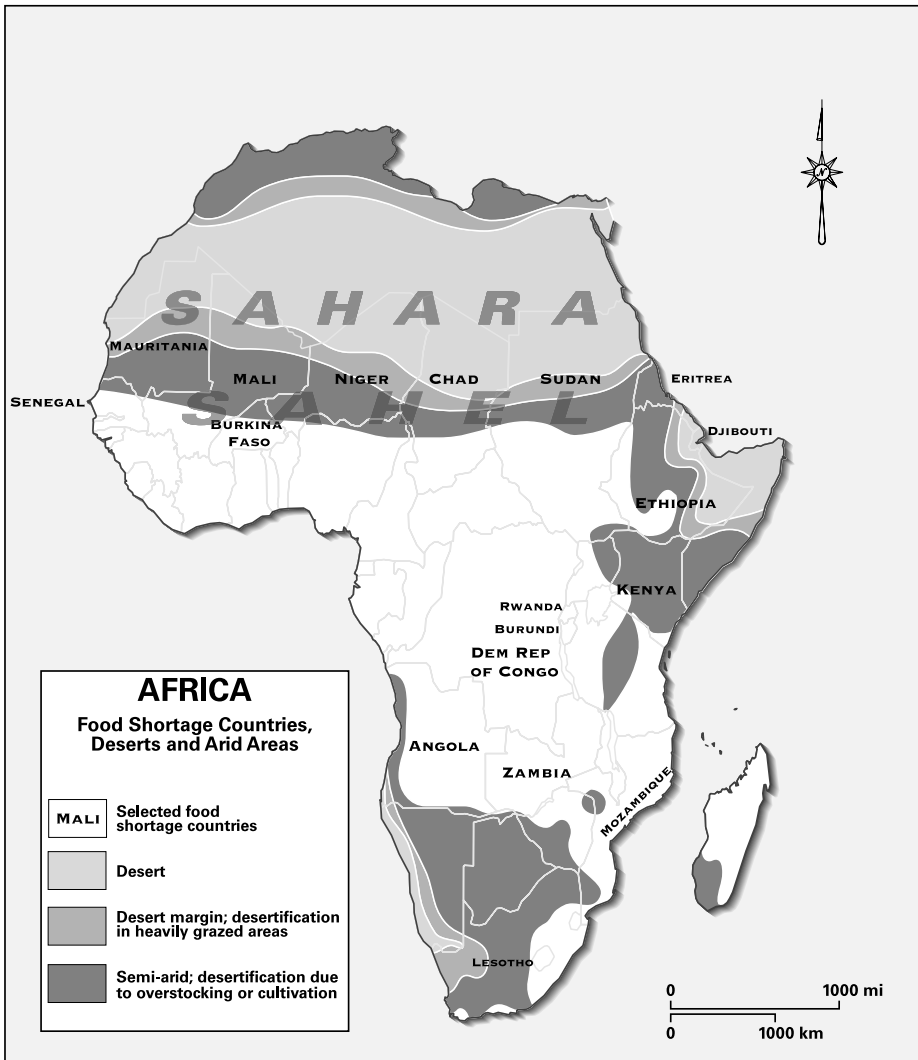 N
SAHARA
MAURITANIA
MALI
NIGER
CHAD
SUDAN
ERITREA
SENEGAL
SAHEL
BURKINA
FASO
DJIBOUTI
ETHIOPIA
KENYA
RWANDA
BURUNDI
DEM REP
OF CONGO
ANGOLA
ZAMBIA
MOZAMBIQUE
LESOTHO
AFRICA
Food Shortage Countries,
Deserts and Arid Areas
MALI
Selected food
shortage countries
Desert
Desert margin; desertification
in heavily grazed areas
Semi-arid; desertification due
to overstocking or cultivation
0 1000 mi
0 1000 km